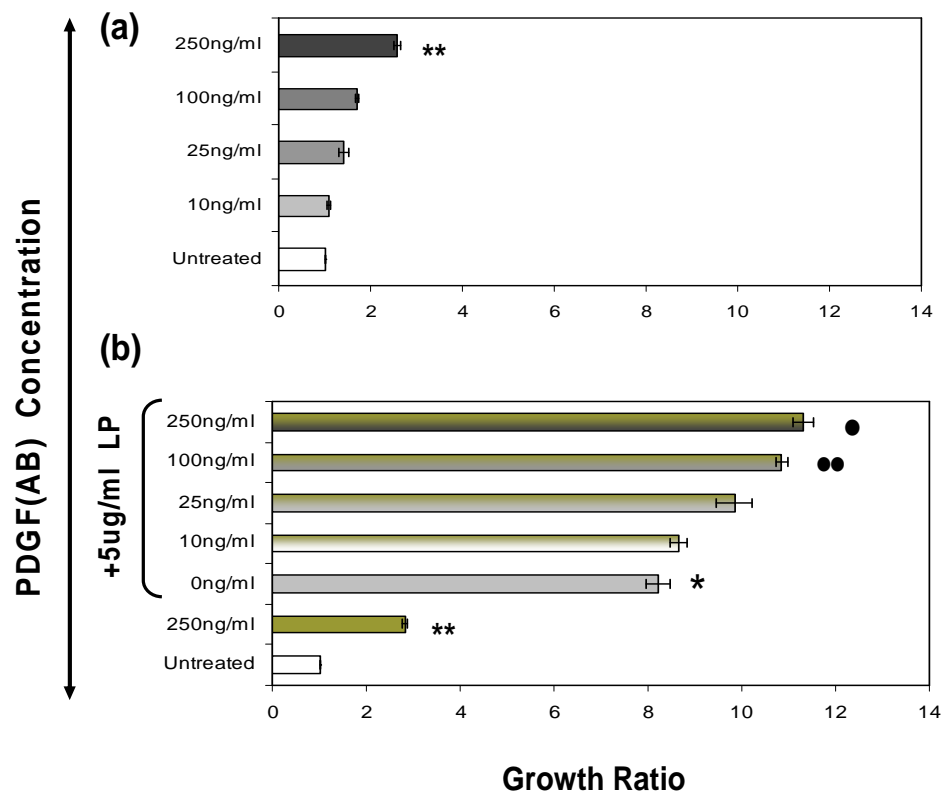 (a)
250ng/ml **
100ng/ml
25ng/ml
10ng/ml
Untreated
0 2 4 6 8 10 12 14
(b)
PDGF(AB) Concentration
+5ug/ml LP
250ng/ml ●
100ng/ml ●●
25ng/ml
10ng/ml
0ng/ml *
250ng/ml **
Untreated
0 2 4 6 8 10 12 14
Growth Ratio